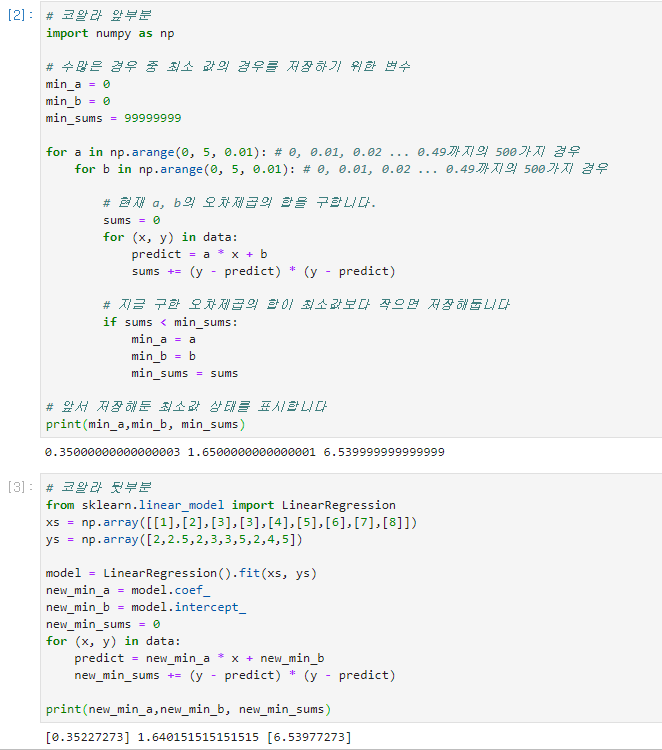 [2]: # 코알라 앞부분
import numpy as np
# 수많은 경우 중 최소 값의 경우를 저장하기 위한 변수
min_a = 0
min_b = 0
min_sums = 99999999
for a in np.arange(0, 5, 0.01): # 0, 0.01, 0.02 ... 0.49까지의 500가지 경우
for b in np.arange(0, 5, 0.01): # 0, 0.01, 0.02 ... 0.49까지의 500가지 경우
# 현재 a, b의 오차제곱의 합을 구합니다.
sums = 0
for (x, y) in data:
predict = a * x + b
sums += (y - predict) * (y - predict)
# 지금 구한 오차제곱의 합이 최소값보다 작으면 저장해둡니다
if sums < min_sums:
min_a = a
min_b = b
min_sums = sums
# 앞서 저장해둔 최소값 상태를 표시합니다
print(min_a,min_b, min_sums)
0.35000000000000003 1.6500000000000001 6.539999999999999
[3]: # 코알라 뒷부분
from sklearn.linear_model import LinearRegression
xs = np.array([[1],[2],[3],[3],[4],[5],[6],[7],[8]])
ys = np.array([2,2.5,2,3,3,5,2,4,5])
model = LinearRegression().fit(xs, ys)
new_min_a = model.coef_
new_min_b = model.intercept_
new_min_sums = 0
for (x, y) in data:
predict = new_min_a * x + new_min_b
new_min_sums += (y - predict) * (y - predict)
print(new_min_a,new_min_b, new_min_sums)
[0.35227273] 1.640151515151515 [6.53977273]